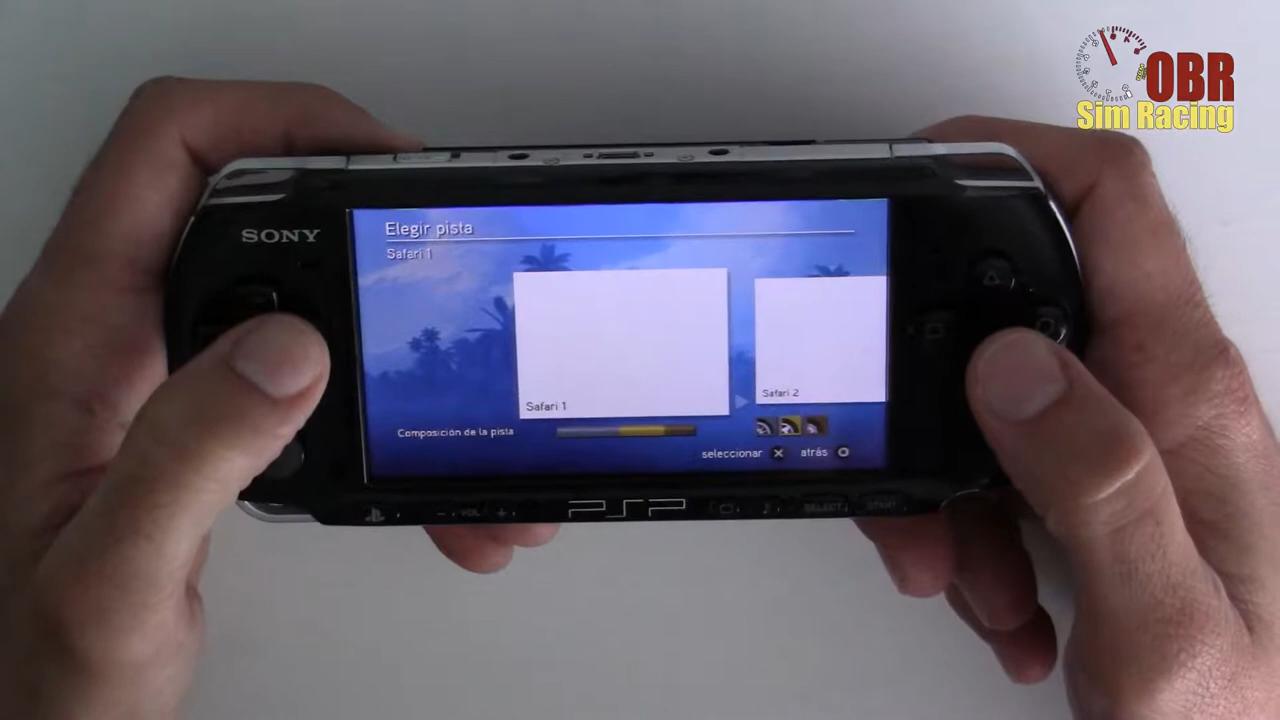 OBR
Sim Racing
SONY
Elegir pista
Safari 1
Safari 1
Safari 2
Composición de la pista
seleccionar
atrás
VOL
PSP
SELECT
START